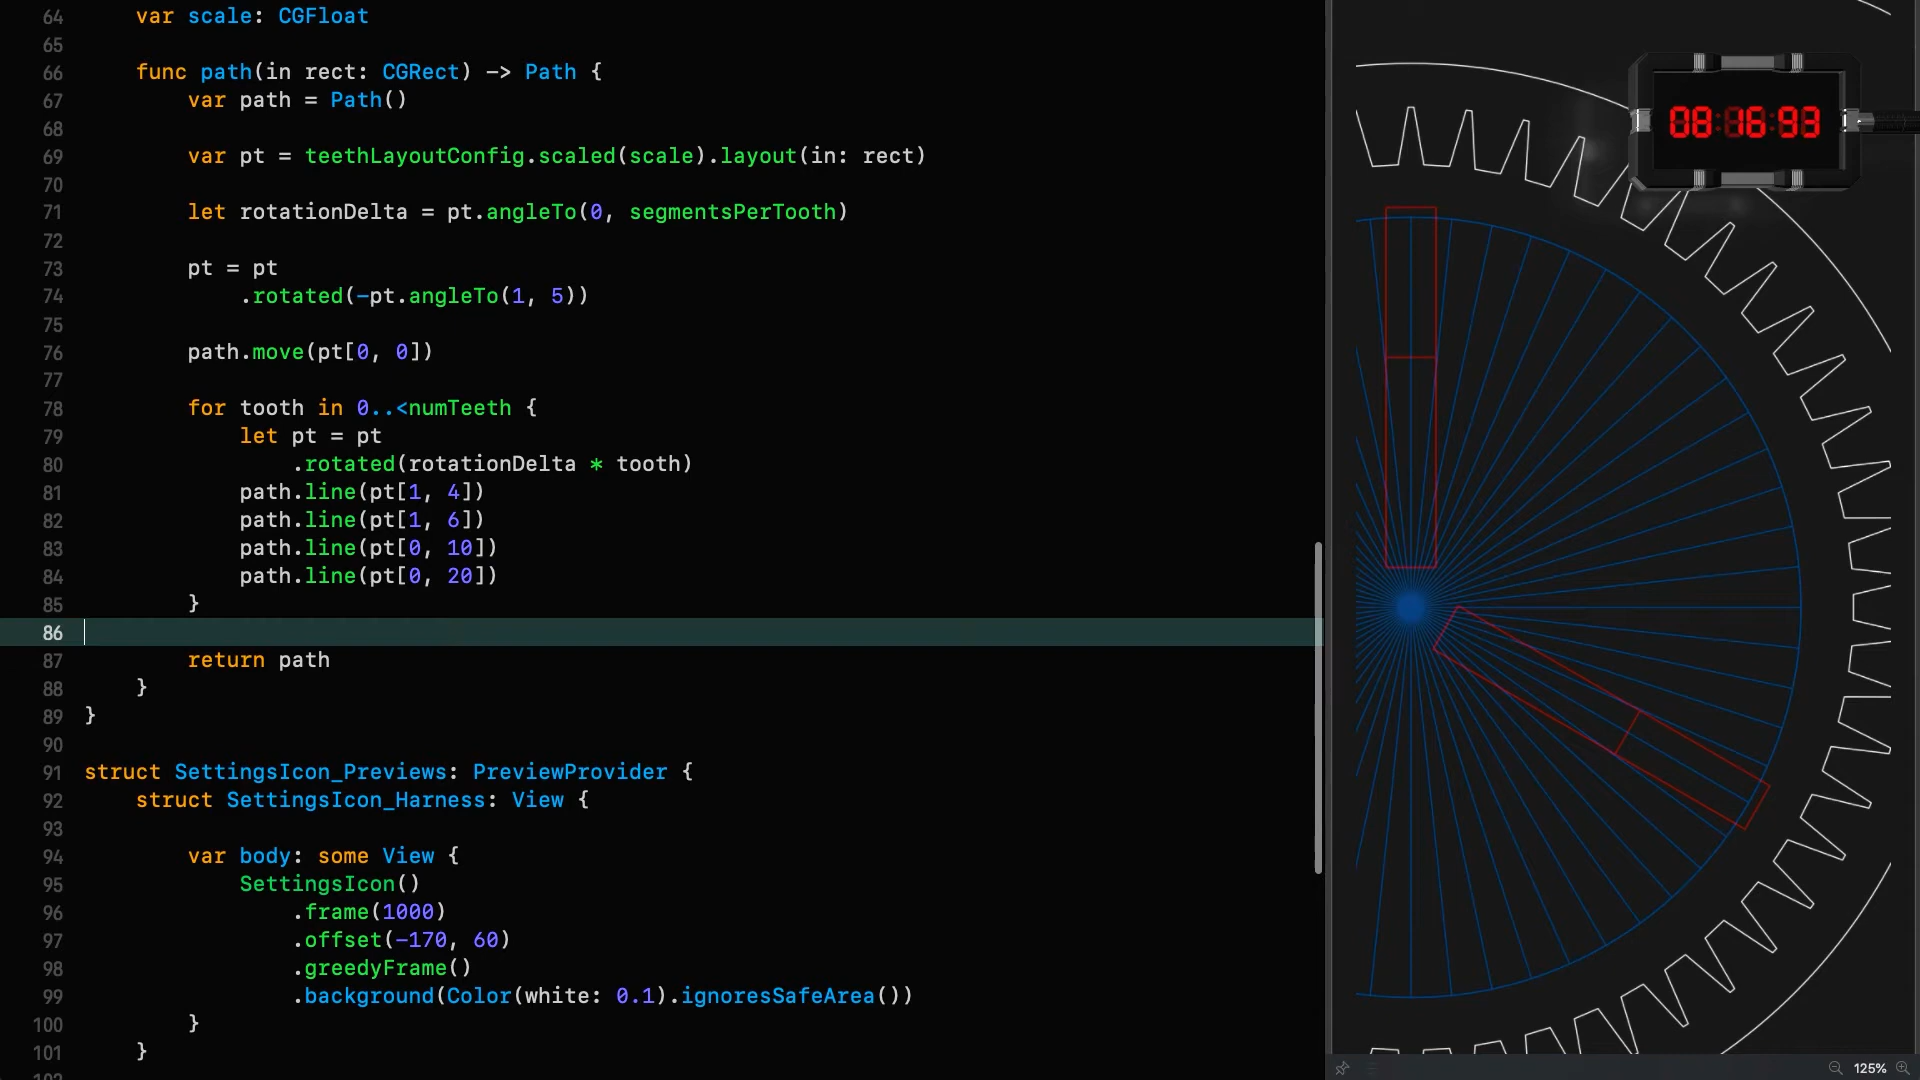 64 var scale: CGFloat
65
66 func path(in rect: CGRect) -> Path {
67 var path = Path()
68
69 var pt = teethLayoutConfig.scaled(scale).layout(in: rect)
70
71 let rotationDelta = pt.angleTo(0, segmentsPerTooth)
72
73 pt = pt
74 .rotated(-pt.angleTo(1, 5))
75
76 path.move(pt[0, 0])
77
78 for tooth in 0..<numTeeth {
79 let pt = pt
80 .rotated(rotationDelta * tooth)
81 path.line(pt[1, 4])
82 path.line(pt[1, 6])
83 path.line(pt[0, 10])
84 path.line(pt[0, 20])
85 }
86
87 return path
88 }
89 }
90
91 struct SettingsIcon_Previews: PreviewProvider {
92 struct SettingsIcon_Harness: View {
93
94 var body: some View {
95 SettingsIcon()
96 .frame(1000)
97 .offset(-170, 60)
98 .greedyFrame()
99 .background(Color(white: 0.1).ignoresSafeArea())
100 }
101 }
08:16:93
125%